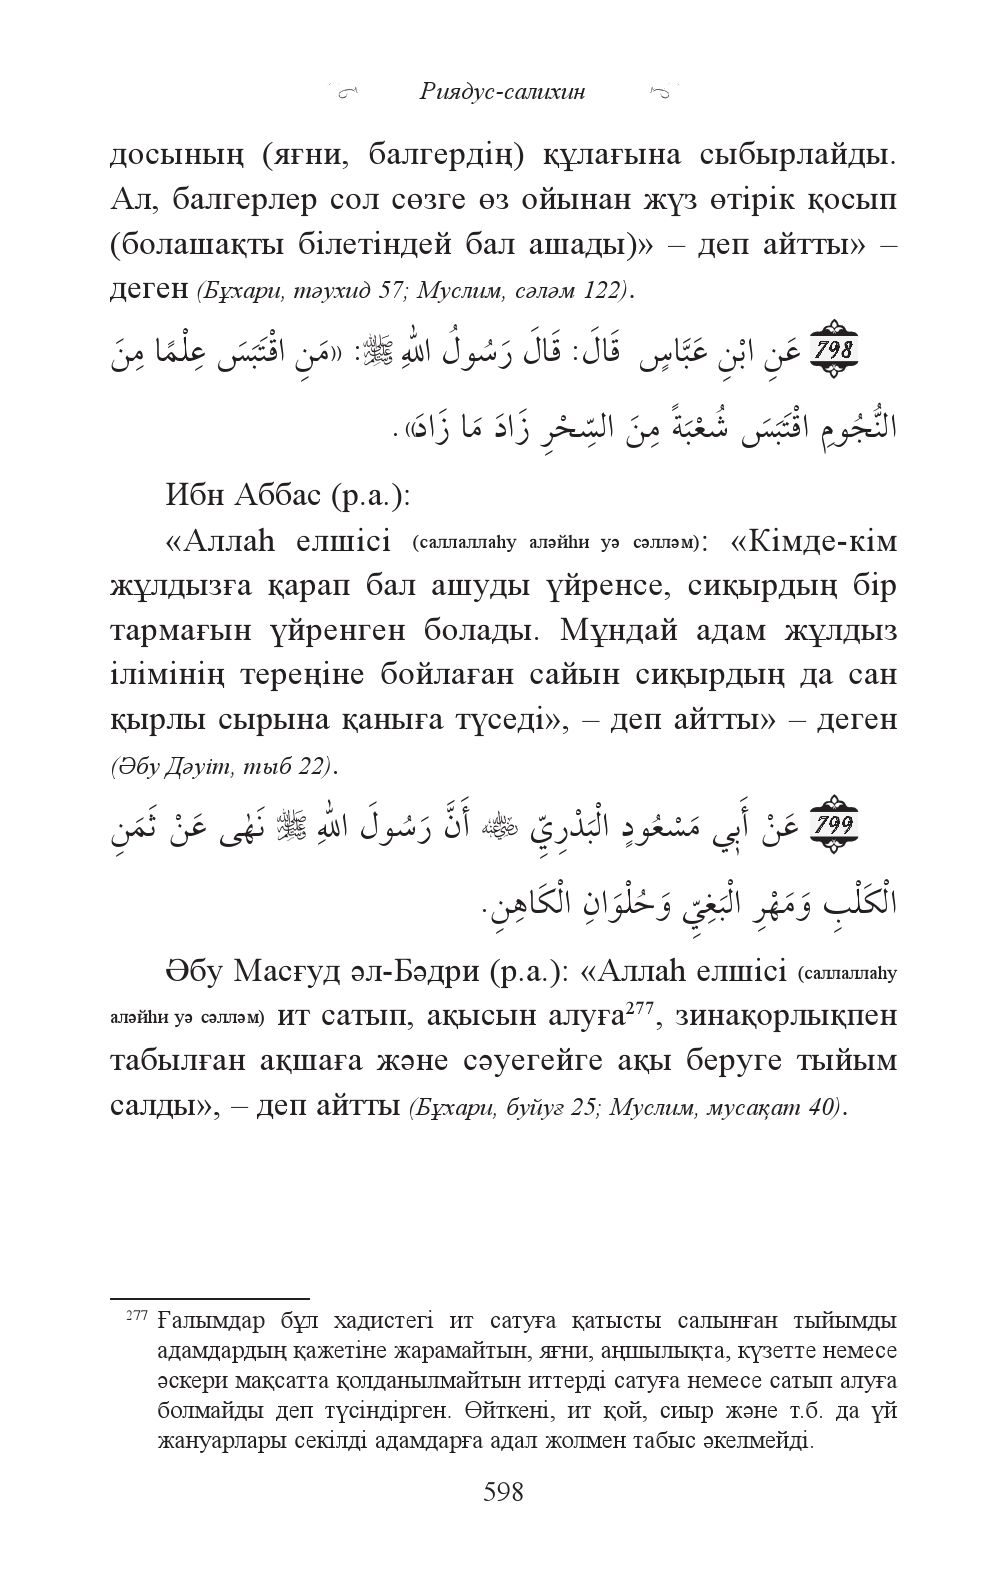 Риядус-салихин
досының (яғни, балгердің) құлағына сыбырлайды.
Ал, балгерлер сол сөзге өз ойынан жүз өтірік қосып
(болашақты білетіндей бал ашады)» – деп айтты» –
деген (Бұхари, тәухид 57; Муслим, сәләм 122).
798 عَنِ ابْنِ عَبَّاسٍ قَالَ: قَالَ رَسُولُ اللهِ ﷺ: «مَنِ اقْتَبَسَ عِلْمًا مِنَ
النُّجُومِ اقْتَبَسَ شُعْبَةً مِنَ السِّحْرِ زَادَ مَا زَادَ».
Ибн Аббас (р.а.):
«Аллаһ елшісі (саллаллаһу аләйһи уә сәлләм): «Кімде-кім
жұлдызға қарап бал ашуды үйренсе, сиқырдың бір
тармағын үйренген болады. Мұндай адам жұлдыз
ілімінің тереңіне бойлаған сайын сиқырдың да сан
қырлы сырына қаныға түседі», – деп айтты» – деген
(Әбу Дәуіт, тыб 22).
799 عَنْ أَبِي مَسْعُودٍ الْبَدْرِيِّ ﵁ أَنَّ رَسُولَ اللهِ ﷺ نَهَى عَنْ ثَمَنِ
الْكَلْبِ وَمَهْرِ الْبَغِيِّ وَحُلْوَانِ الْكَاهِنِ.
Әбу Масғуд әл-Бәдри (р.а.): «Аллаһ елшісі (саллаллаһу
аләйһи уә сәлләм) ит сатып, ақысын алуға²⁷⁷, зинақорлықпен
табылған ақшаға және сәуегейге ақы беруге тыйым
салды», – деп айтты (Бұхари, буйуғ 25; Муслим, мусақат 40).
²⁷⁷ Ғалымдар бұл хадистегі ит сатуға қатысты салынған тыйымды
адамдардың қажетіне жарамайтын, яғни, аңшылықта, күзетте немесе
әскери мақсатта қолданылмайтын иттерді сатуға немесе сатып алуға
болмайды деп түсіндірген. Өйткені, ит қой, сиыр және т.б. да үй
жануарлары секілді адамдарға адал жолмен табыс әкелмейді.
598